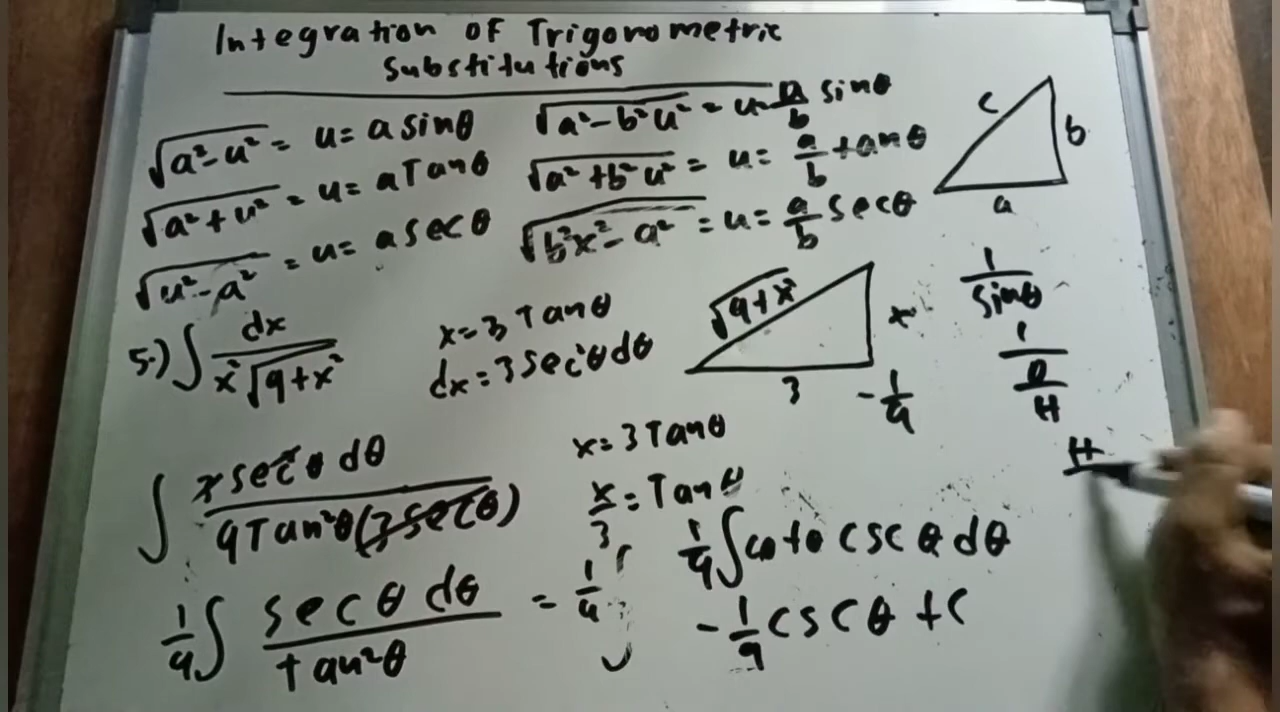 Integration of Trigonometric
Substitutions
√a²-u² = u = a sinθ
√a²+u² = u = a Tanθ
√u²-a² = u = a secθ
√a²-b²u² = u = a/b sinθ
√a²+b²u² = u = a/b tanθ
√b²x²-a² = u = a/b secθ
c
b
a
5.) ∫ dx / x²√9+x²
x = 3 Tanθ
dx = 3 sec²θ dθ
√9+x²
x
3
1/sinθ
1/(O/H)
H
-1/9
∫ 3 sec²θ dθ / 9 Tan²θ (3 secθ)
x = 3 Tanθ
x/3 = Tanθ
1/9 ∫ secθ dθ / tan²θ = 1/9 ∫
1/9 ∫ cotθ cscθ dθ
-1/9 cscθ + C